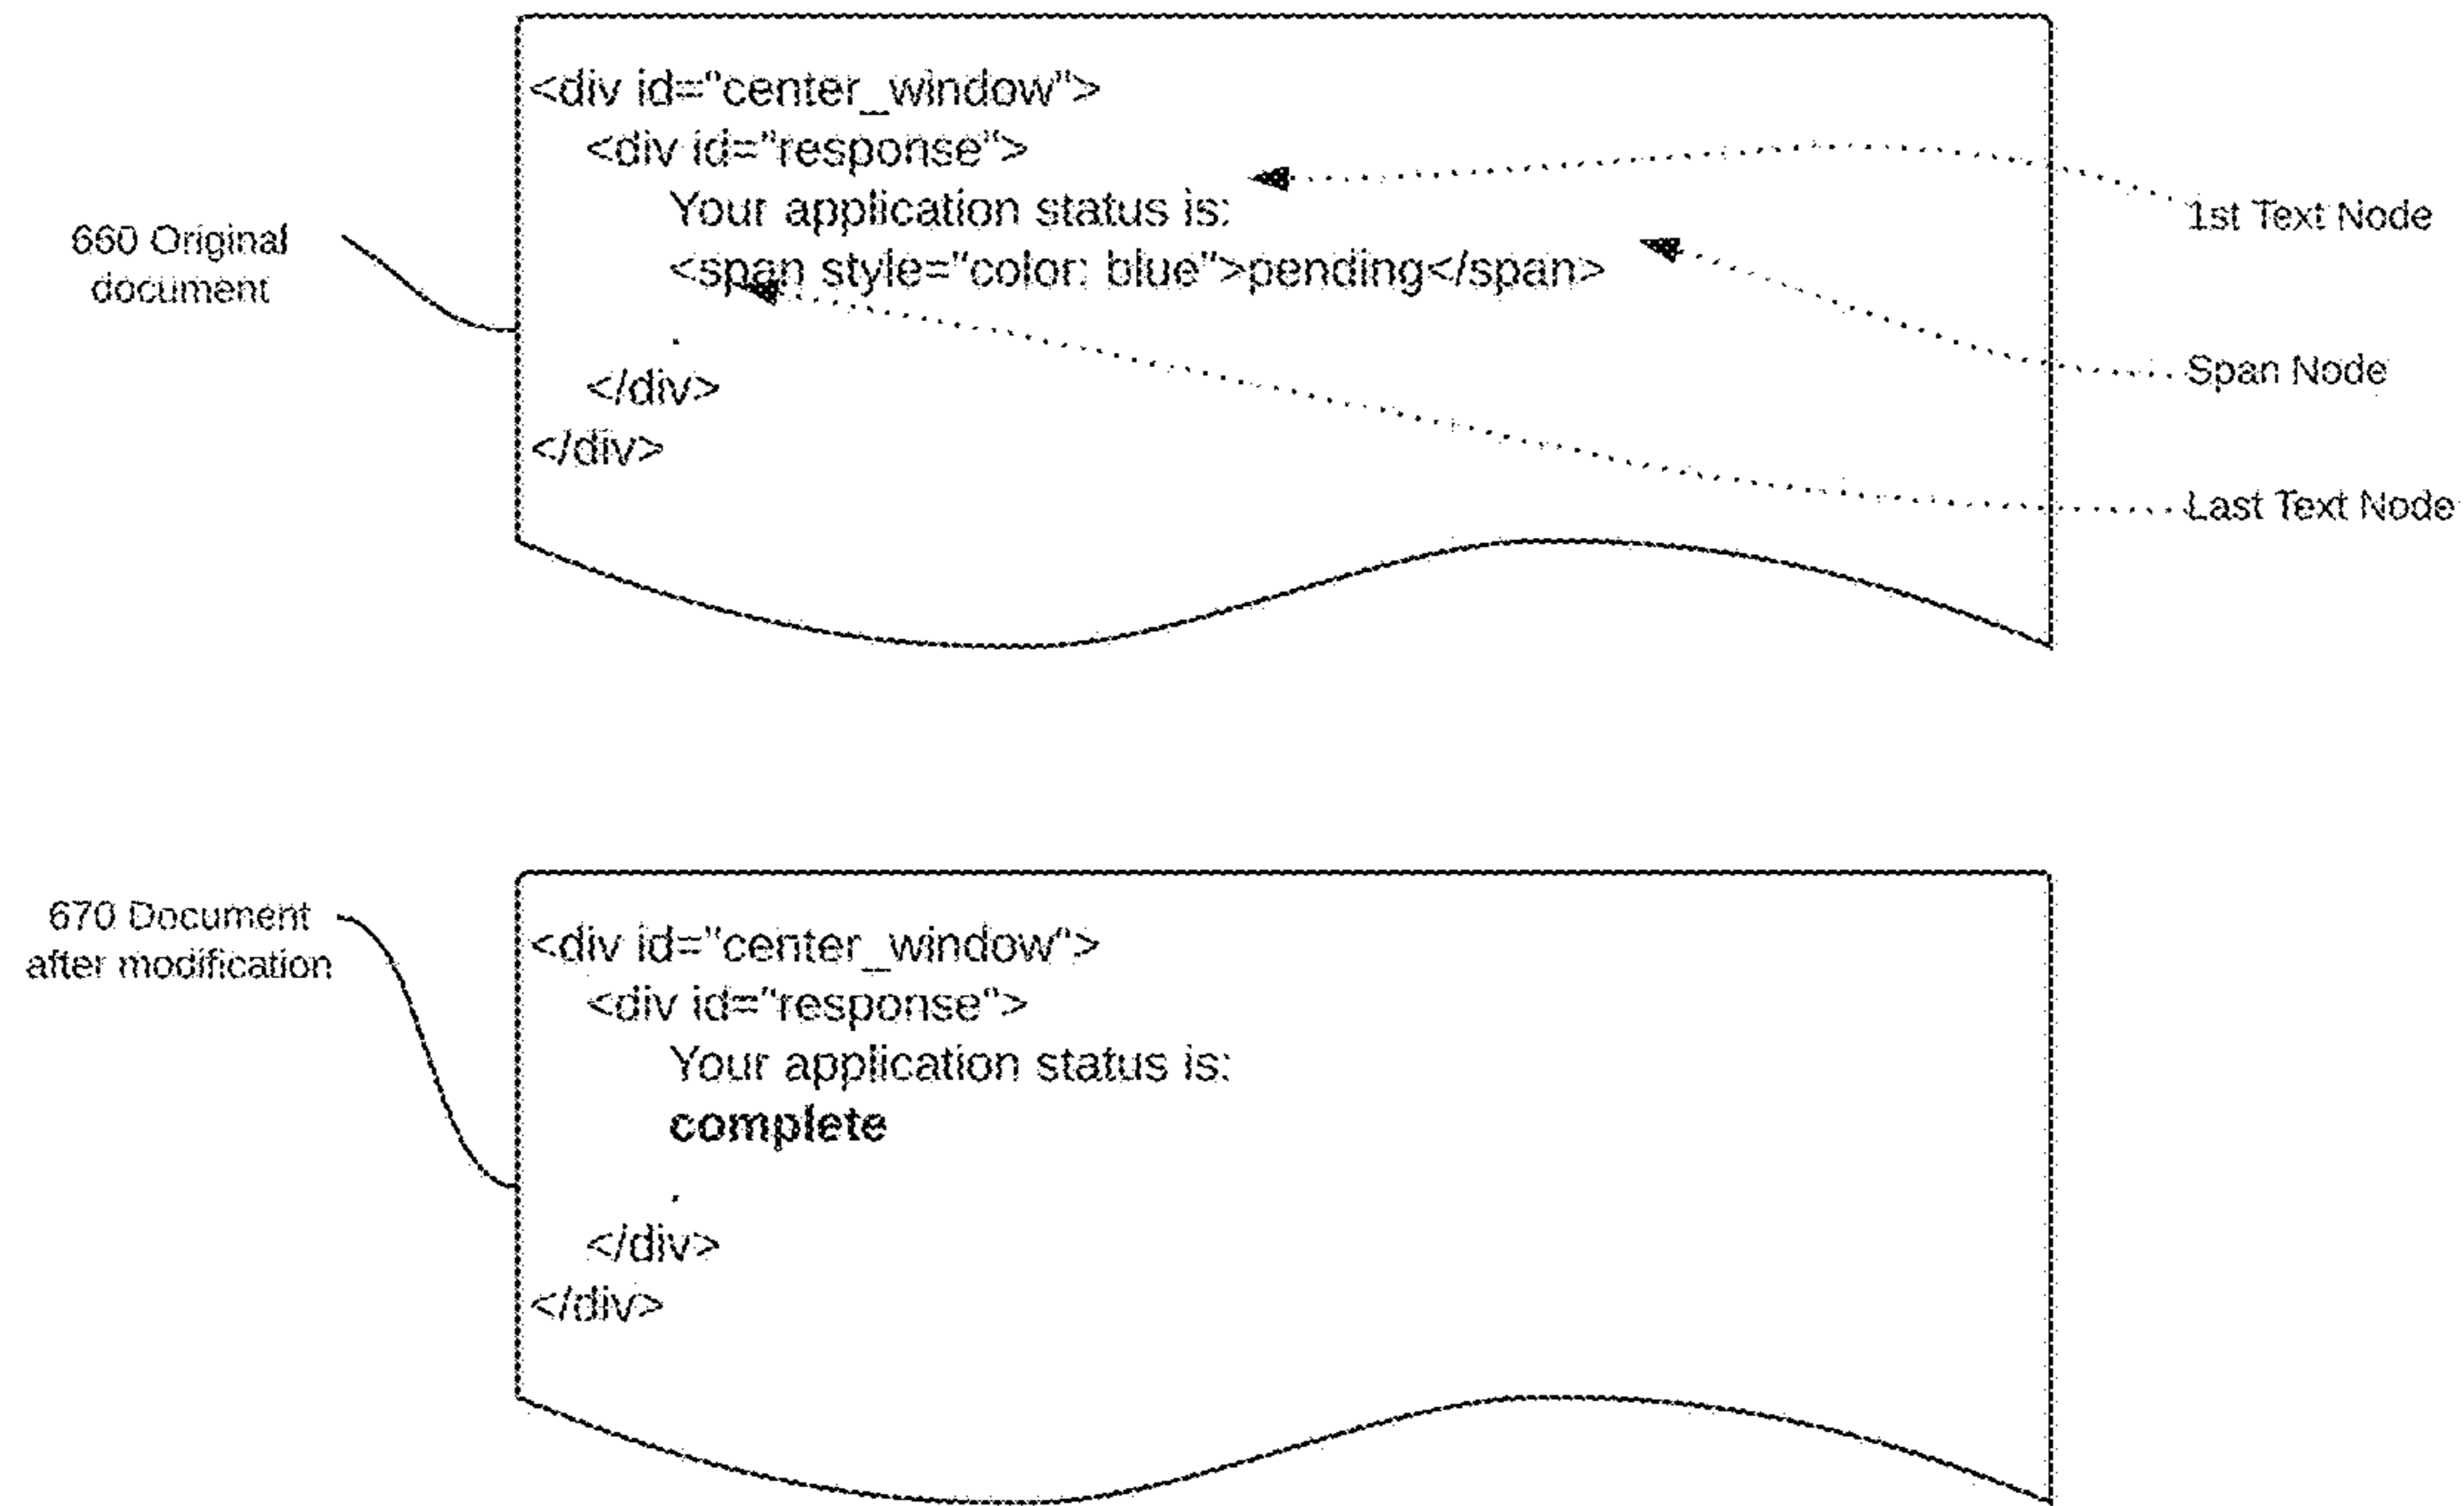 <div id="center_window">
<div id="response">
Your application status is:
<span style="color: blue">pending</span>
.
</div>
</div>
660 Original
document
1st Text Node
Span Node
Last Text Node
670 Document
after modification
<div id="center_window">
<div id="response">
Your application status is:
complete
.
</div>
</div>